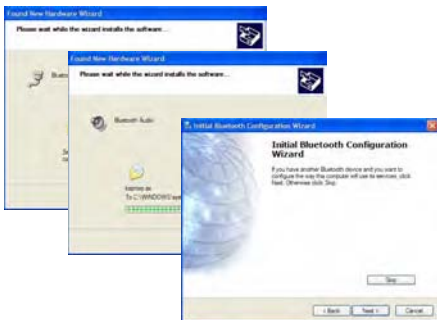 Found New Hardware Wizard
Please wait while the wizard installs the software...
Found New Hardware Wizard
Please wait while the wizard installs the software...
Bluetooth Audio
To C:\WINDOWS\
Initial Bluetooth Configuration Wizard
Initial Bluetooth Configuration
Wizard
If you have another Bluetooth device and you want to
configure the way this computer will use its services, click
Next. Otherwise click Skip.
Skip
< Back
Next >
Cancel